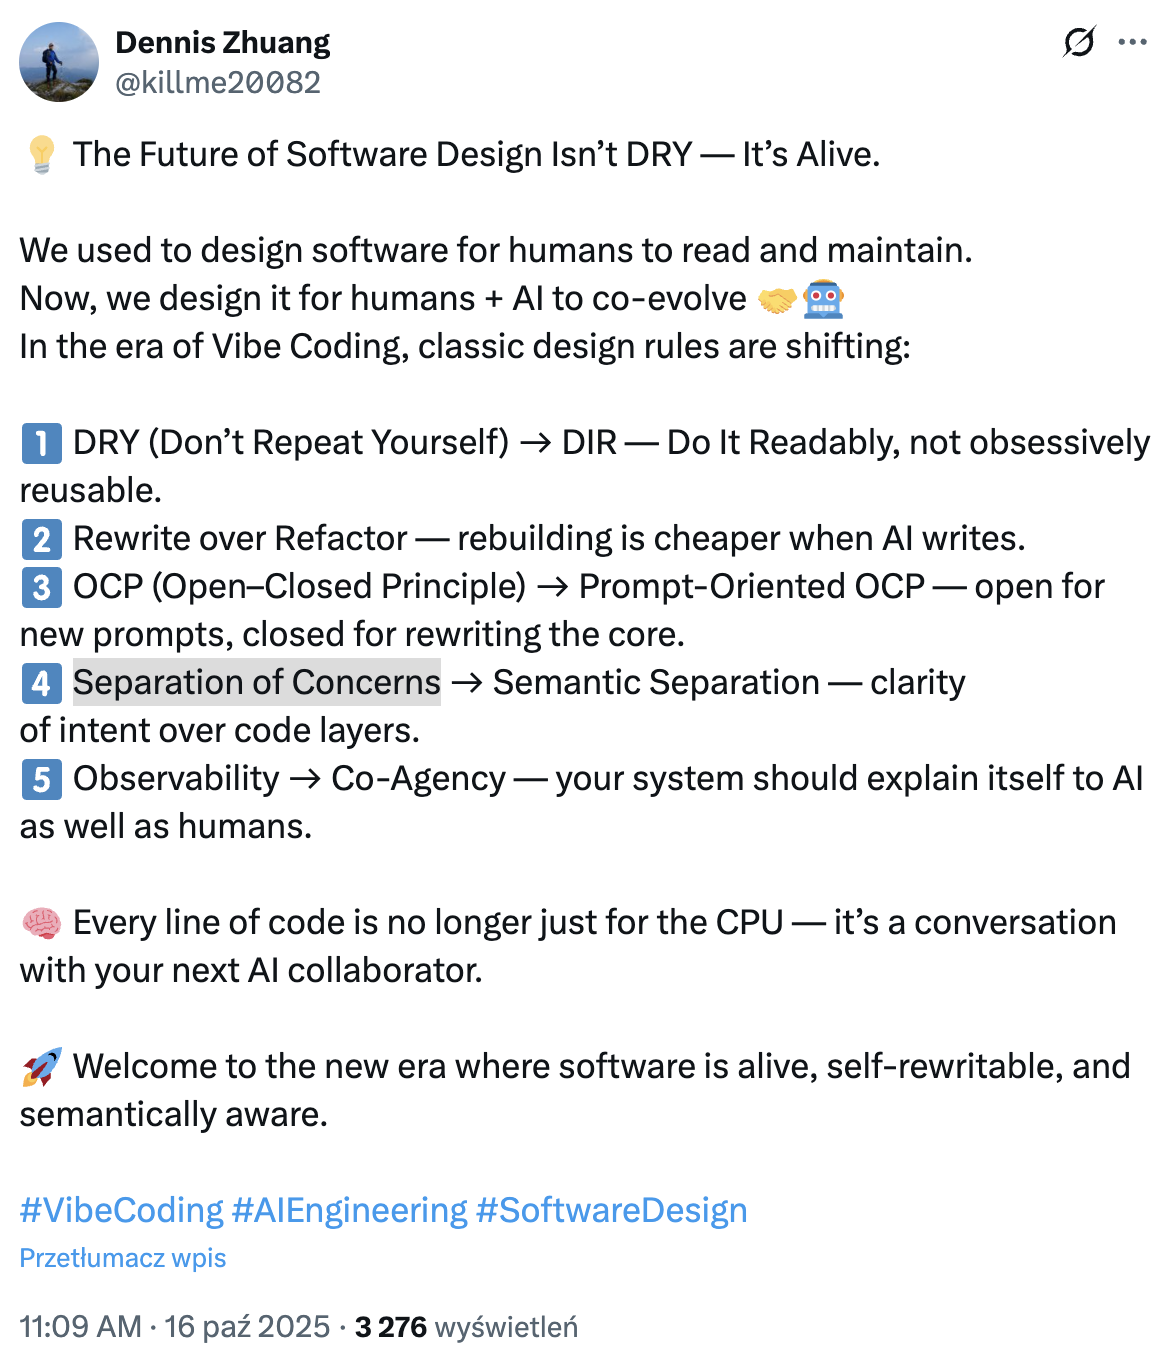 Dennis Zhuang
@killme20082
💡 The Future of Software Design Isn’t DRY — It’s Alive.
We used to design software for humans to read and maintain.
Now, we design it for humans + AI to co-evolve 🤝🤖
In the era of Vibe Coding, classic design rules are shifting:
1️⃣ DRY (Don’t Repeat Yourself) → DIR — Do It Readably, not obsessively
reusable.
2️⃣ Rewrite over Refactor — rebuilding is cheaper when AI writes.
3️⃣ OCP (Open–Closed Principle) → Prompt-Oriented OCP — open for
new prompts, closed for rewriting the core.
4️⃣ Separation of Concerns → Semantic Separation — clarity
of intent over code layers.
5️⃣ Observability → Co-Agency — your system should explain itself to AI
as well as humans.
🧠 Every line of code is no longer just for the CPU — it’s a conversation
with your next AI collaborator.
🚀 Welcome to the new era where software is alive, self-rewritable, and
semantically aware.
#VibeCoding #AIEngineering #SoftwareDesign
Przetłumacz wpis
11:09 AM · 16 paź 2025 · 3 276 wyświetleń